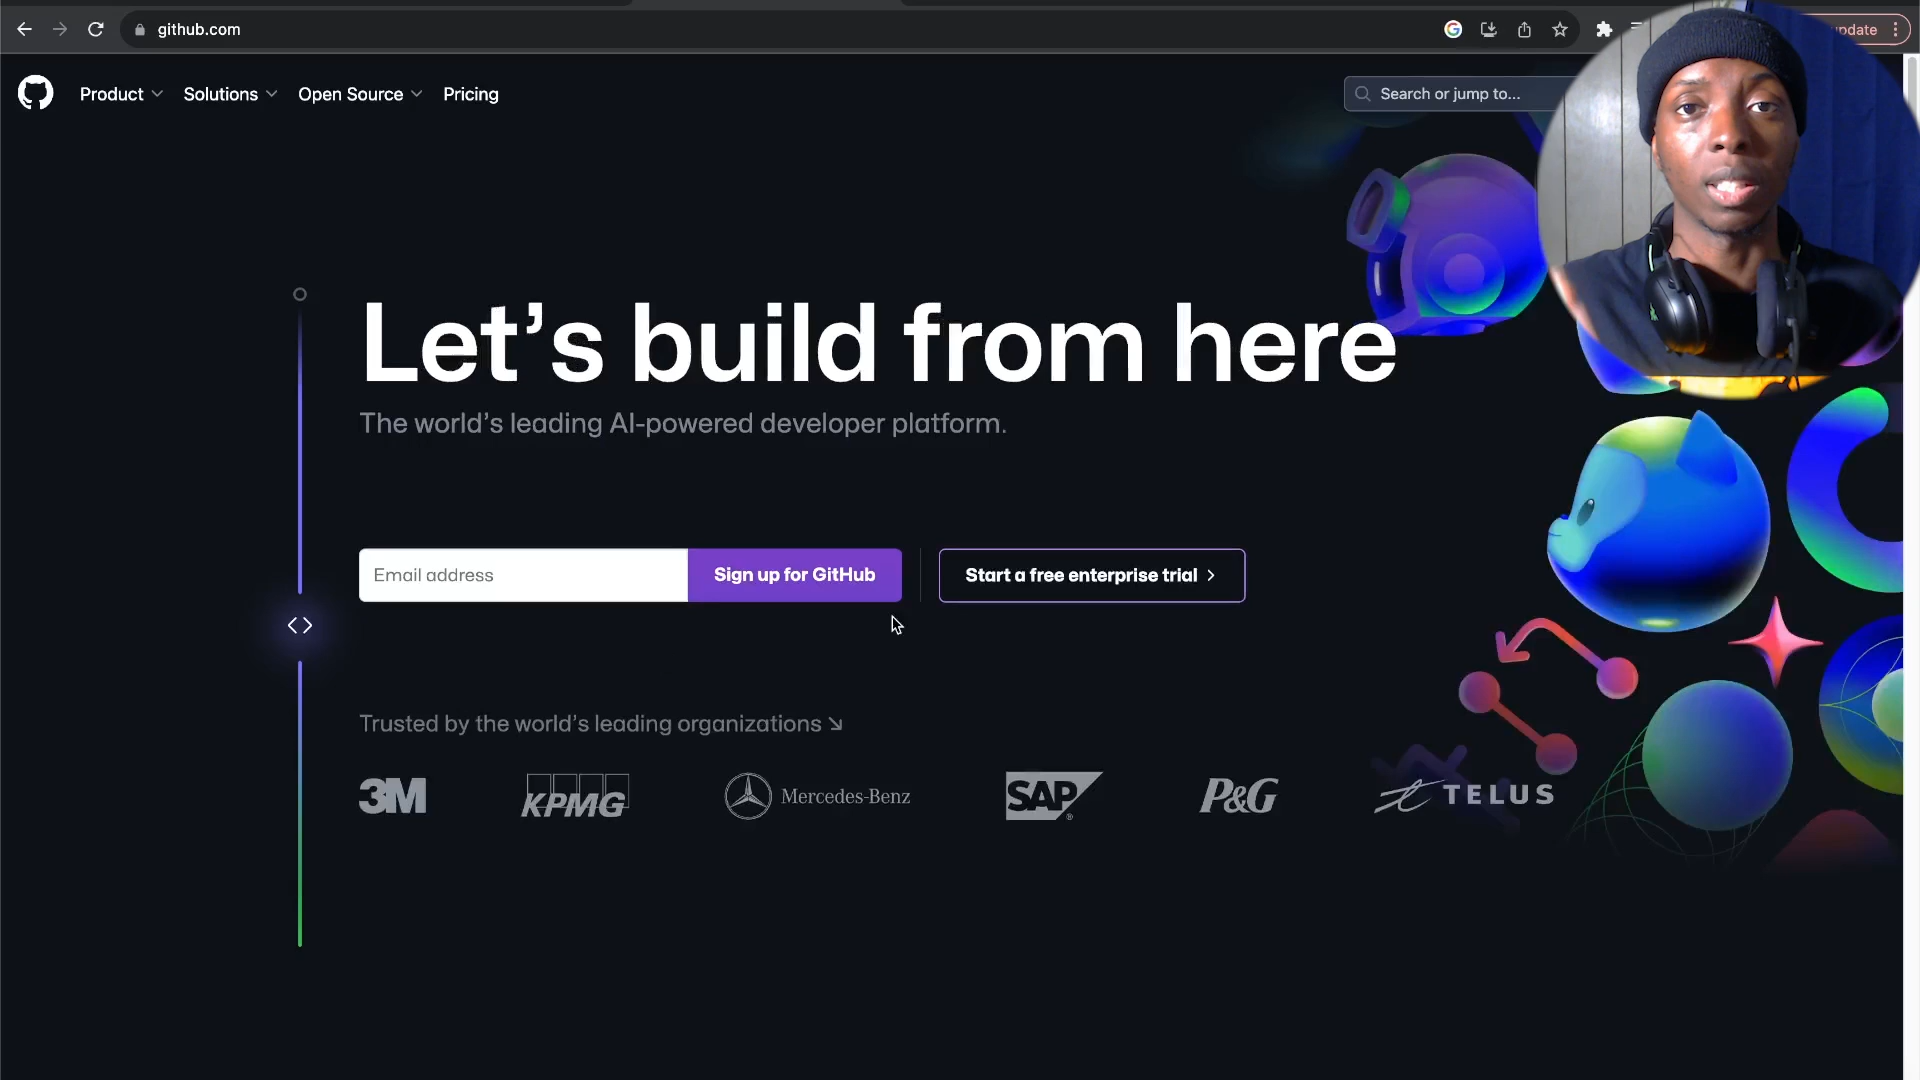 github.com
update
Product
Solutions
Open Source
Pricing
Search or jump to...
Let’s build from here
The world’s leading AI-powered developer platform.
Email address
Sign up for GitHub
Start a free enterprise trial
Trusted by the world’s leading organizations
3M
KPMG
Mercedes-Benz
SAP
®
P&G
TELUS